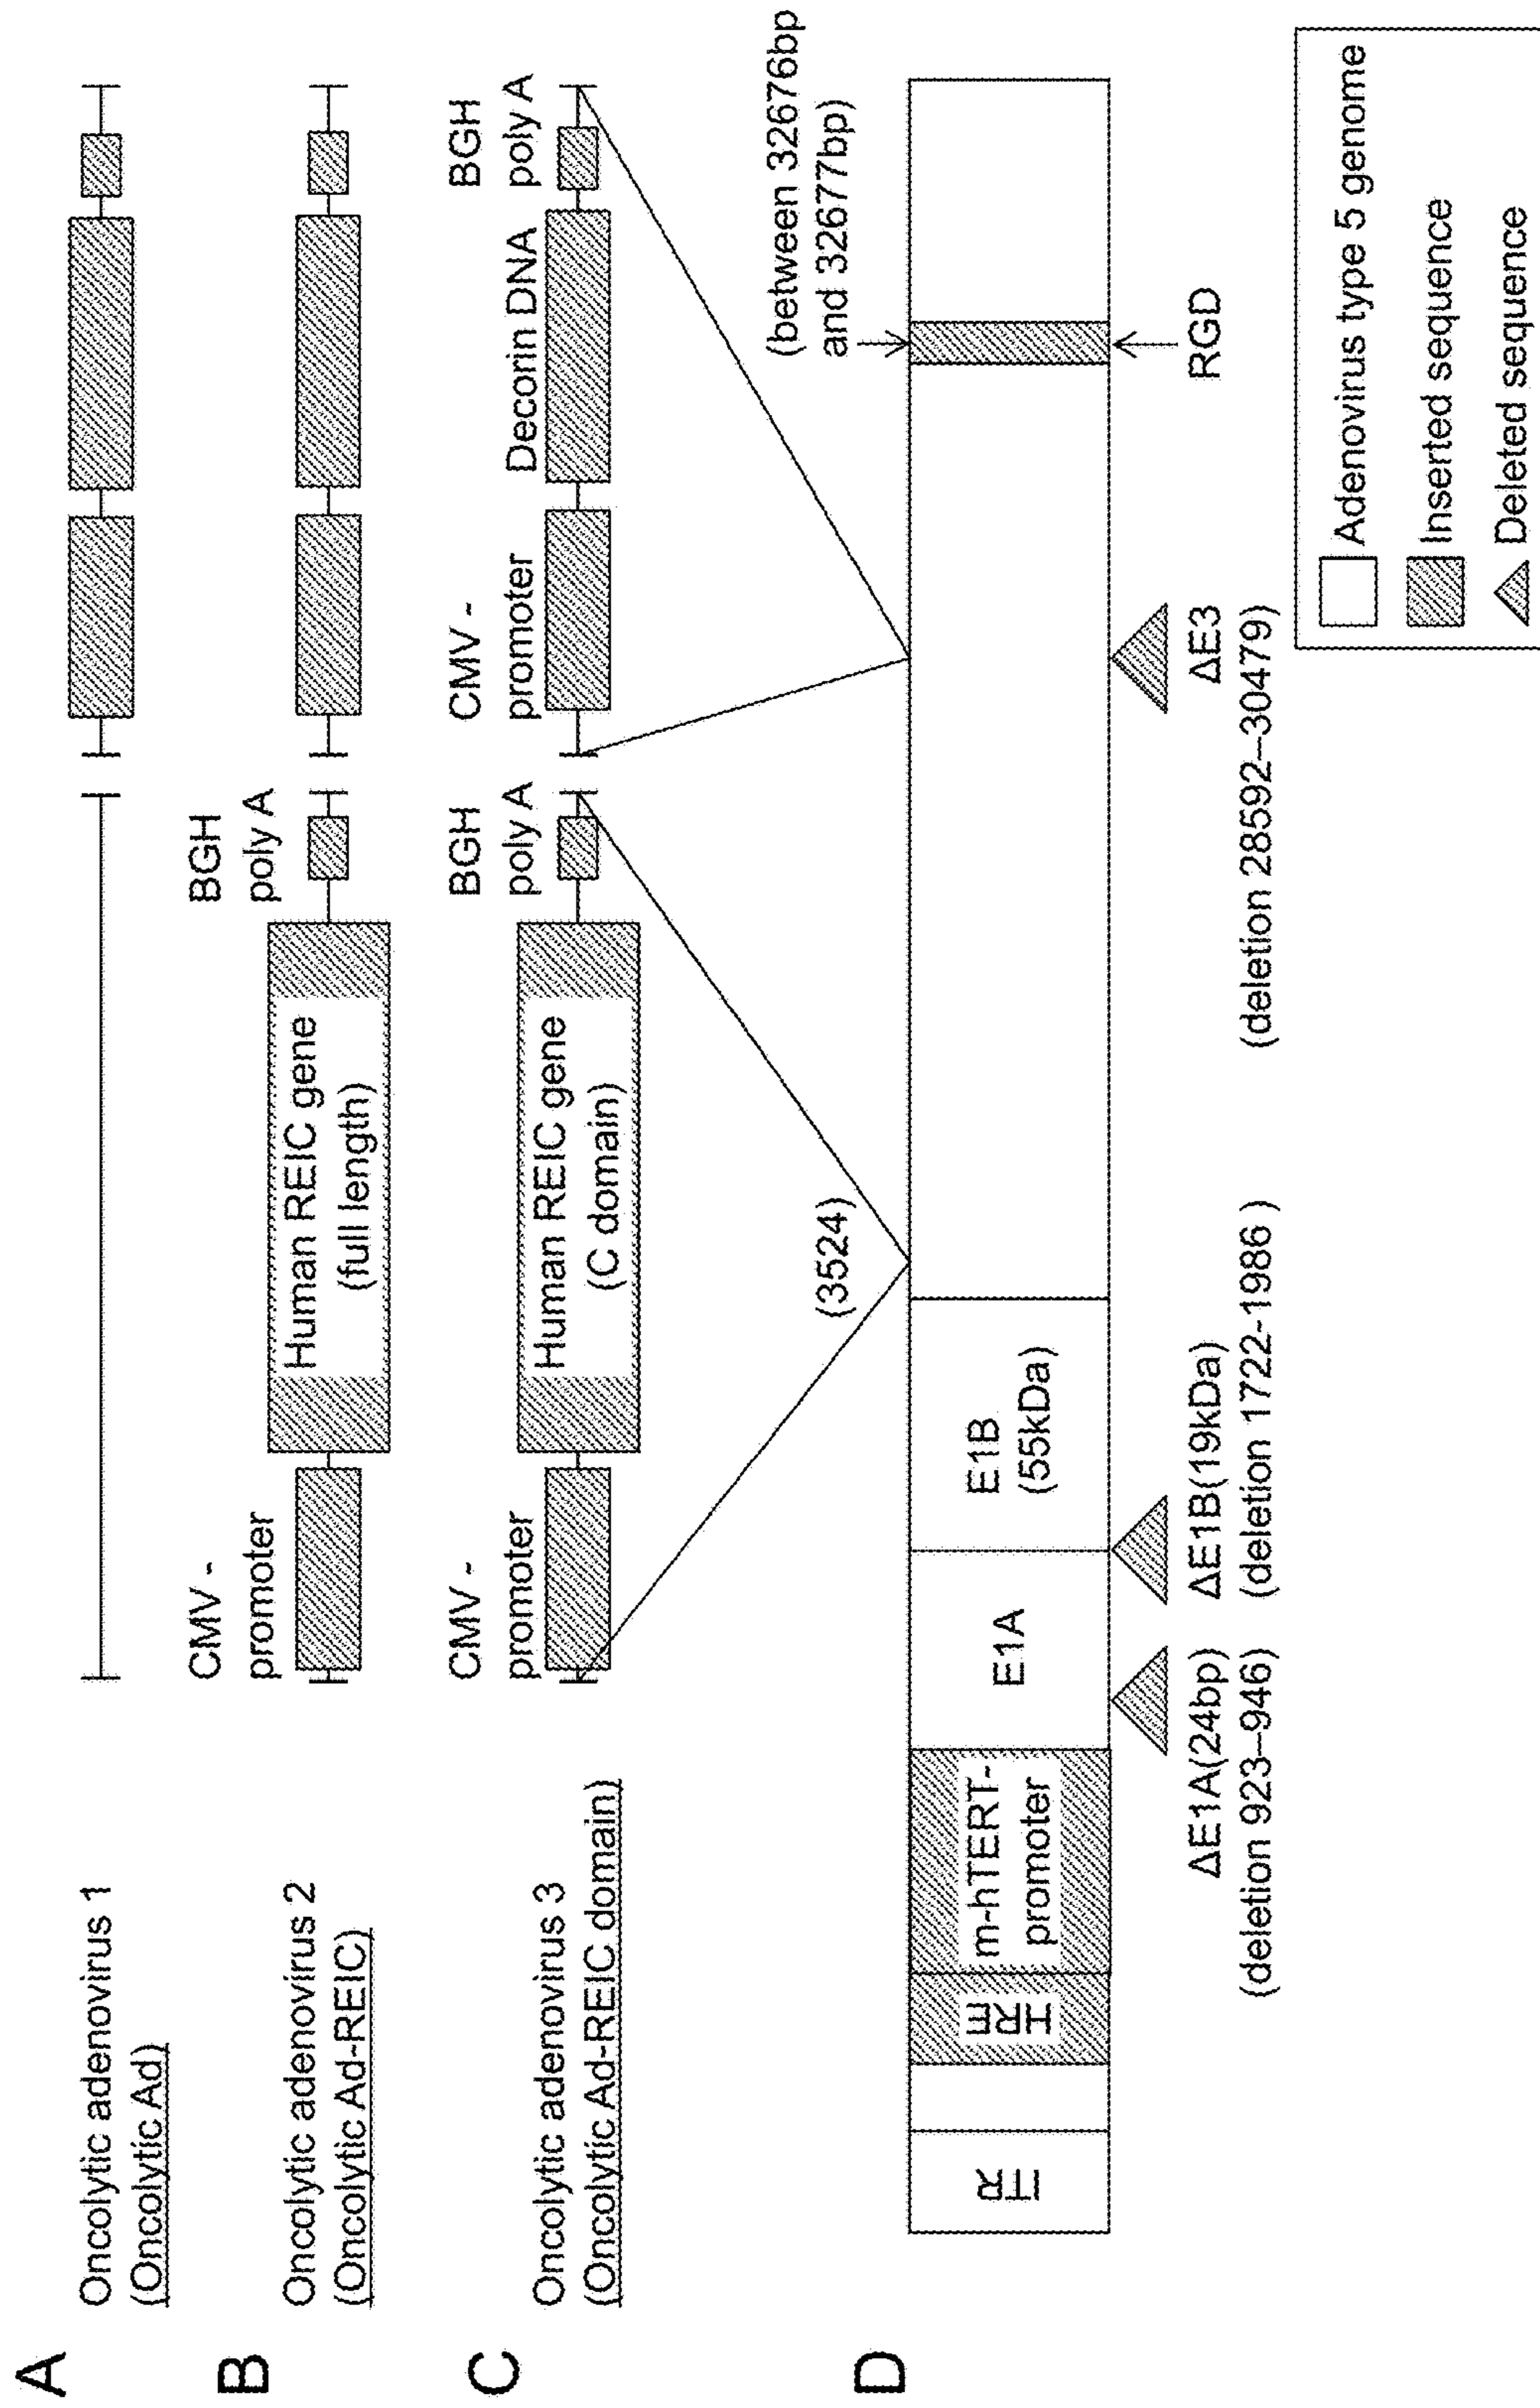 A
Oncolytic adenovirus 1
(Oncolytic Ad)
B
Oncolytic adenovirus 2
(Oncolytic Ad-REIC)
CMV -
promoter
Human REIC gene
(full length)
BGH
poly A
C
Oncolytic adenovirus 3
(Oncolytic Ad-REIC domain)
CMV -
promoter
Human REIC gene
(C domain)
BGH
poly A
CMV -
promoter
Decorin DNA
BGH
poly A
D
(3524)
(between 32676bp
and 32677bp)
ITR
HRE
m-hTERT-
promoter
E1A
E1B
(55kDa)
ΔE1A(24bp)
(deletion 923–946)
ΔE1B(19kDa)
(deletion 1722-1986 )
ΔE3
(deletion 28592–30479)
RGD
Adenovirus type 5 genome
Inserted sequence
Deleted sequence